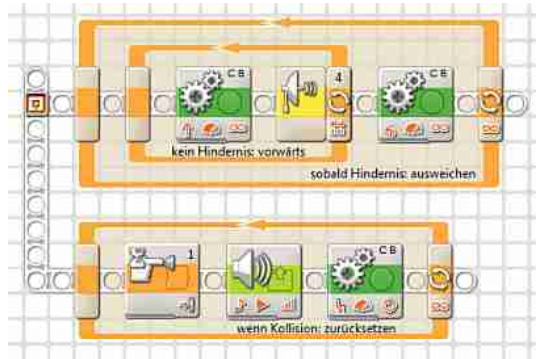 C B
4
C B
kein Hindernis: vorwärts
sobald Hindernis: ausweichen
1
C B
wenn Kollision: zurücksetzen